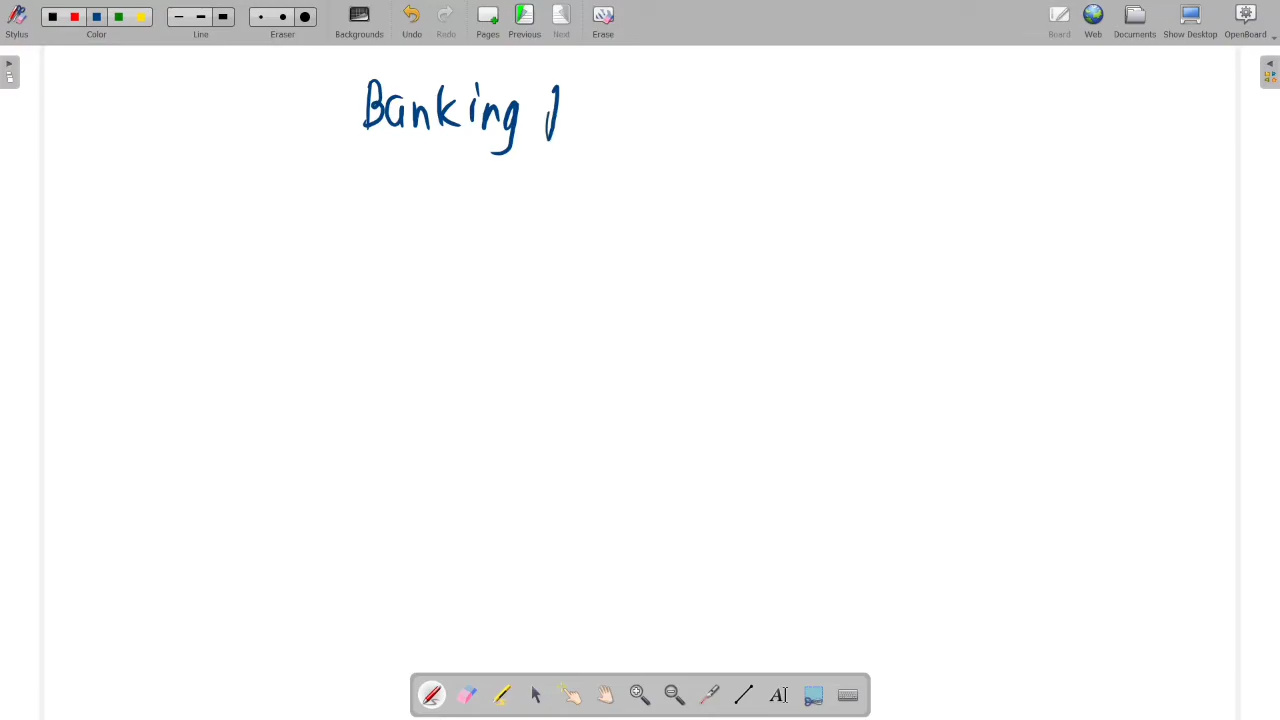 Stylus
Color
Line
Eraser
Backgrounds
Undo
Redo
Pages
Previous
Next
Erase
Board
Web
Documents
Show Desktop
OpenBoard
Banking